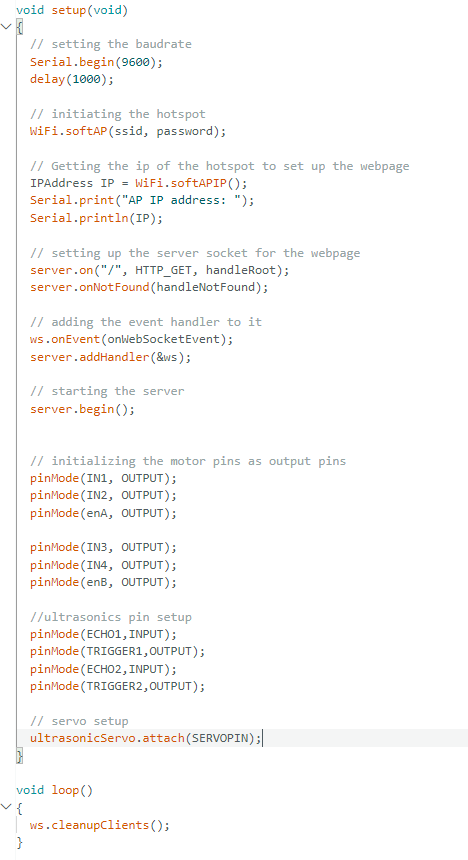 void setup(void)
{
  // setting the baudrate
  Serial.begin(9600);
  delay(1000);

  // initiating the hotspot
  WiFi.softAP(ssid, password);

  // Getting the ip of the hotspot to set up the webpage
  IPAddress IP = WiFi.softAPIP();
  Serial.print("AP IP address: ");
  Serial.println(IP);

  // setting up the server socket for the webpage
  server.on("/", HTTP_GET, handleRoot);
  server.onNotFound(handleNotFound);

  // adding the event handler to it
  ws.onEvent(onWebSocketEvent);
  server.addHandler(&ws);

  // starting the server
  server.begin();


  // initializing the motor pins as output pins
  pinMode(IN1, OUTPUT);
  pinMode(IN2, OUTPUT);
  pinMode(enA, OUTPUT);

  pinMode(IN3, OUTPUT);
  pinMode(IN4, OUTPUT);
  pinMode(enB, OUTPUT);

  //ultrasonics pin setup
  pinMode(ECHO1,INPUT);
  pinMode(TRIGGER1,OUTPUT);
  pinMode(ECHO2,INPUT);
  pinMode(TRIGGER2,OUTPUT);

  // servo setup
  ultrasonicServo.attach(SERVOPIN);
}

void loop()
{
  ws.cleanupClients();
}